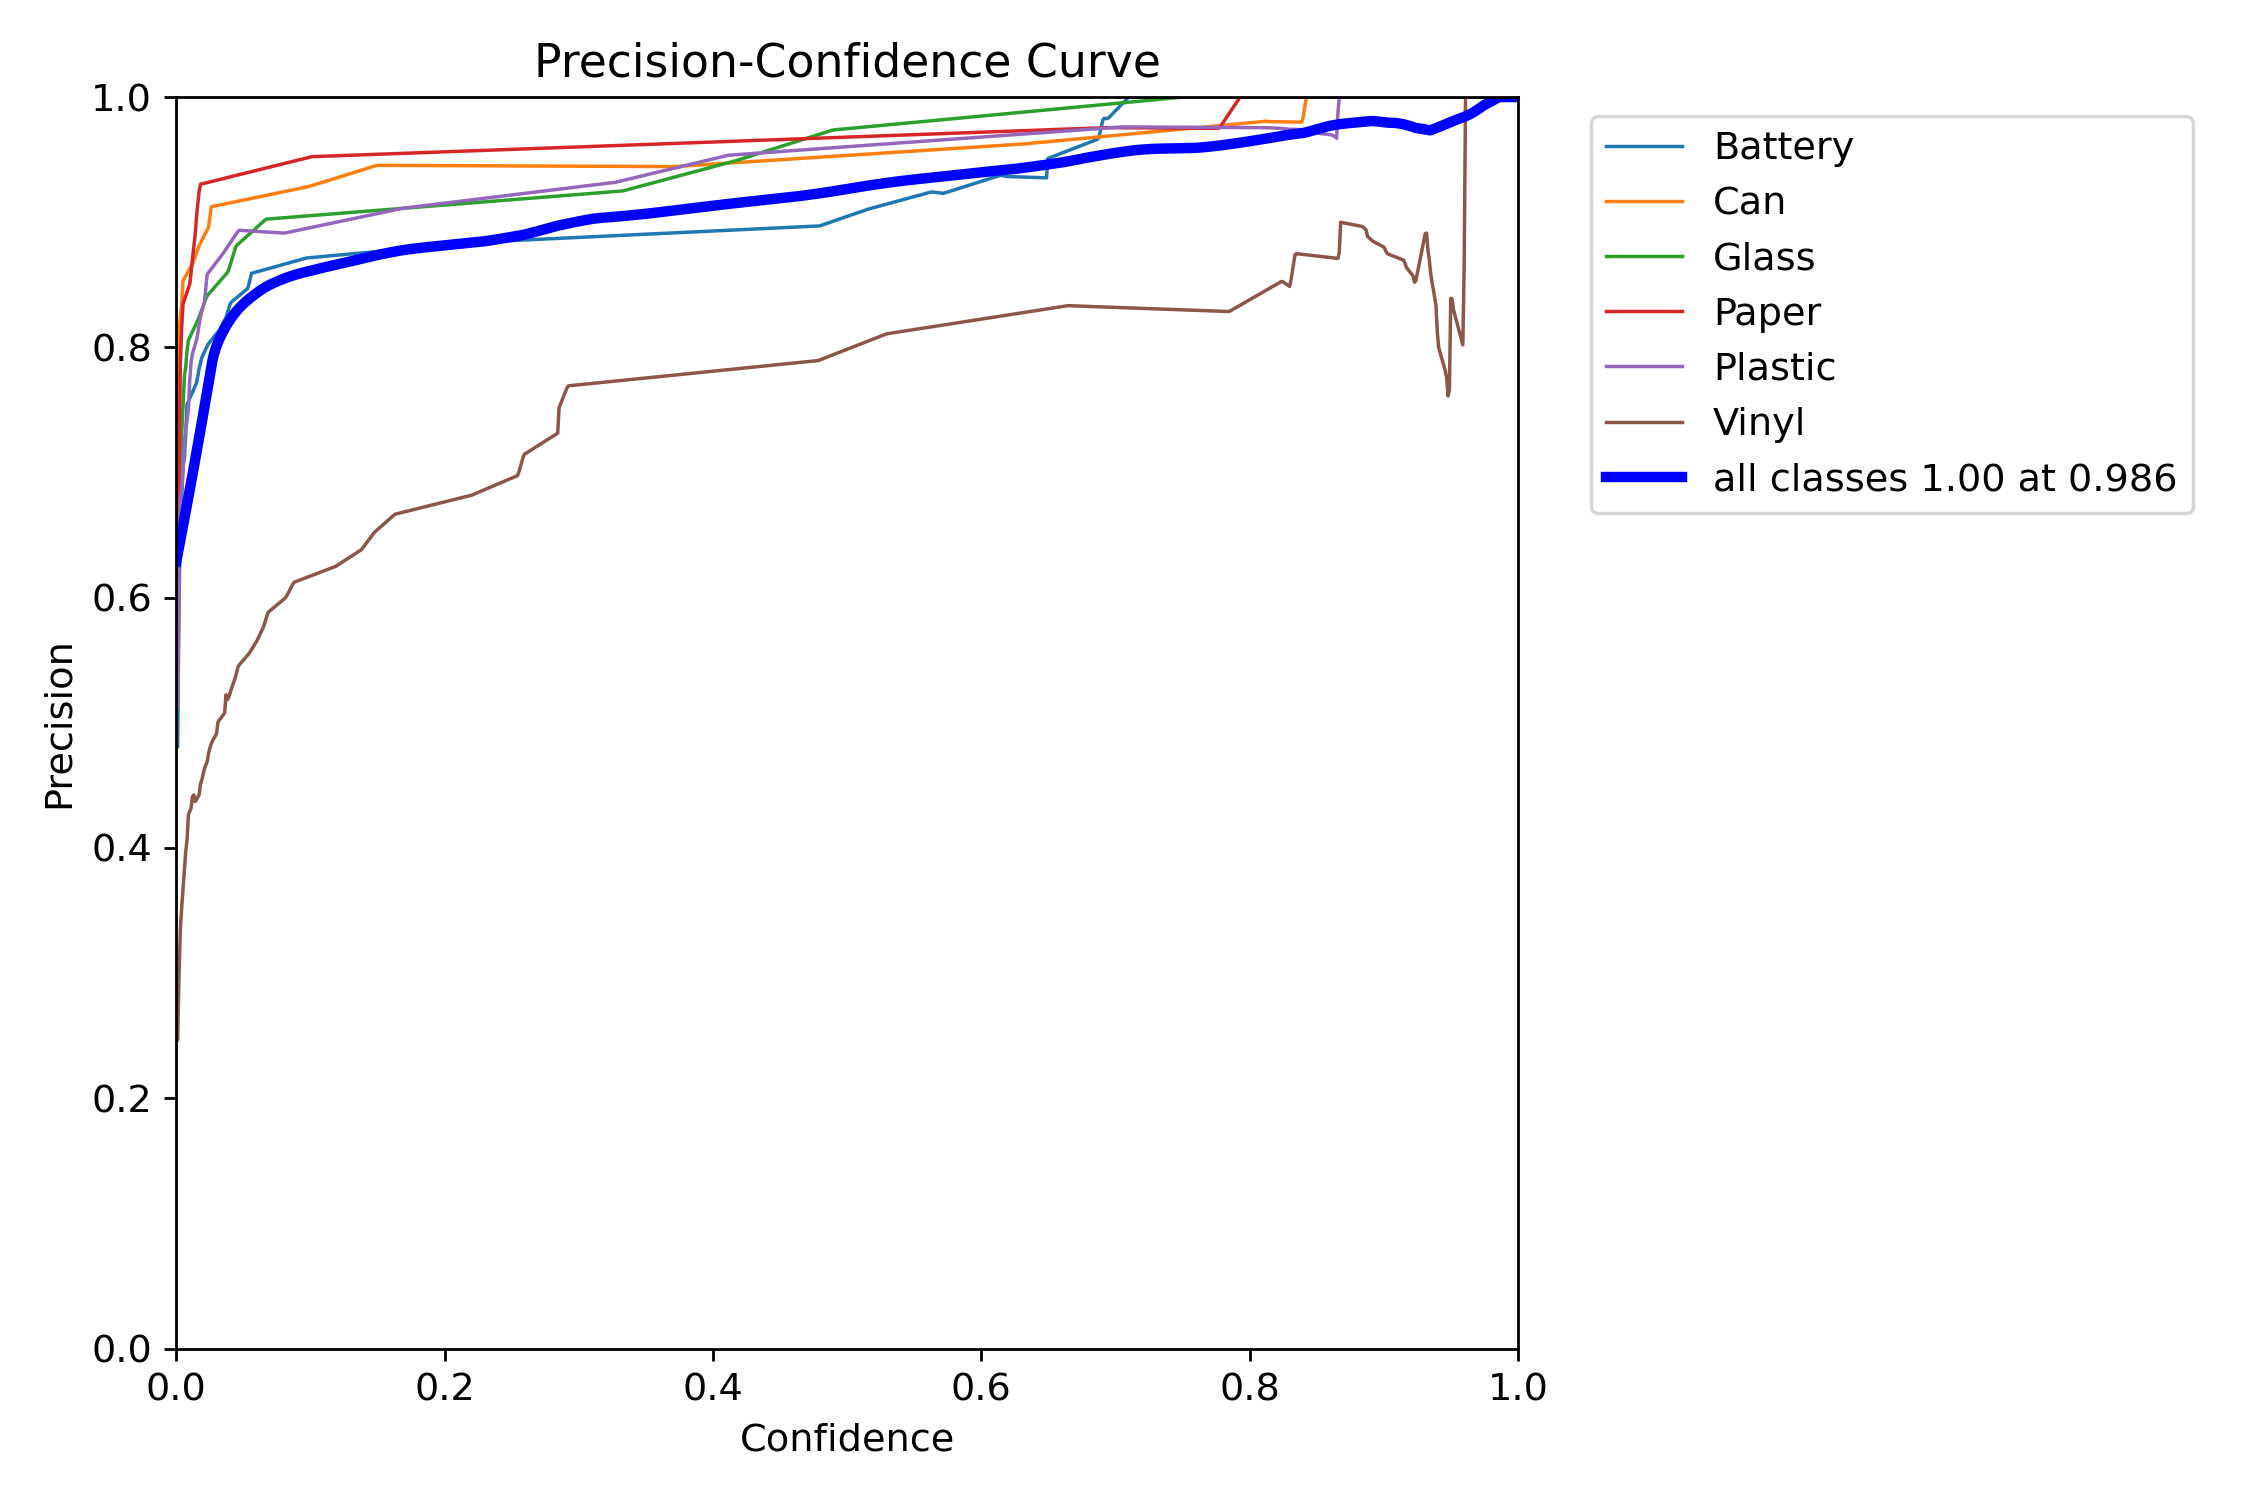 Precision-Confidence Curve
1.0
0.8
0.6
0.4
0.2
0.0
Precision
0.0 0.2 0.4 0.6 0.8 1.0
Confidence
Battery
Can
Glass
Paper
Plastic
Vinyl
all classes 1.00 at 0.986